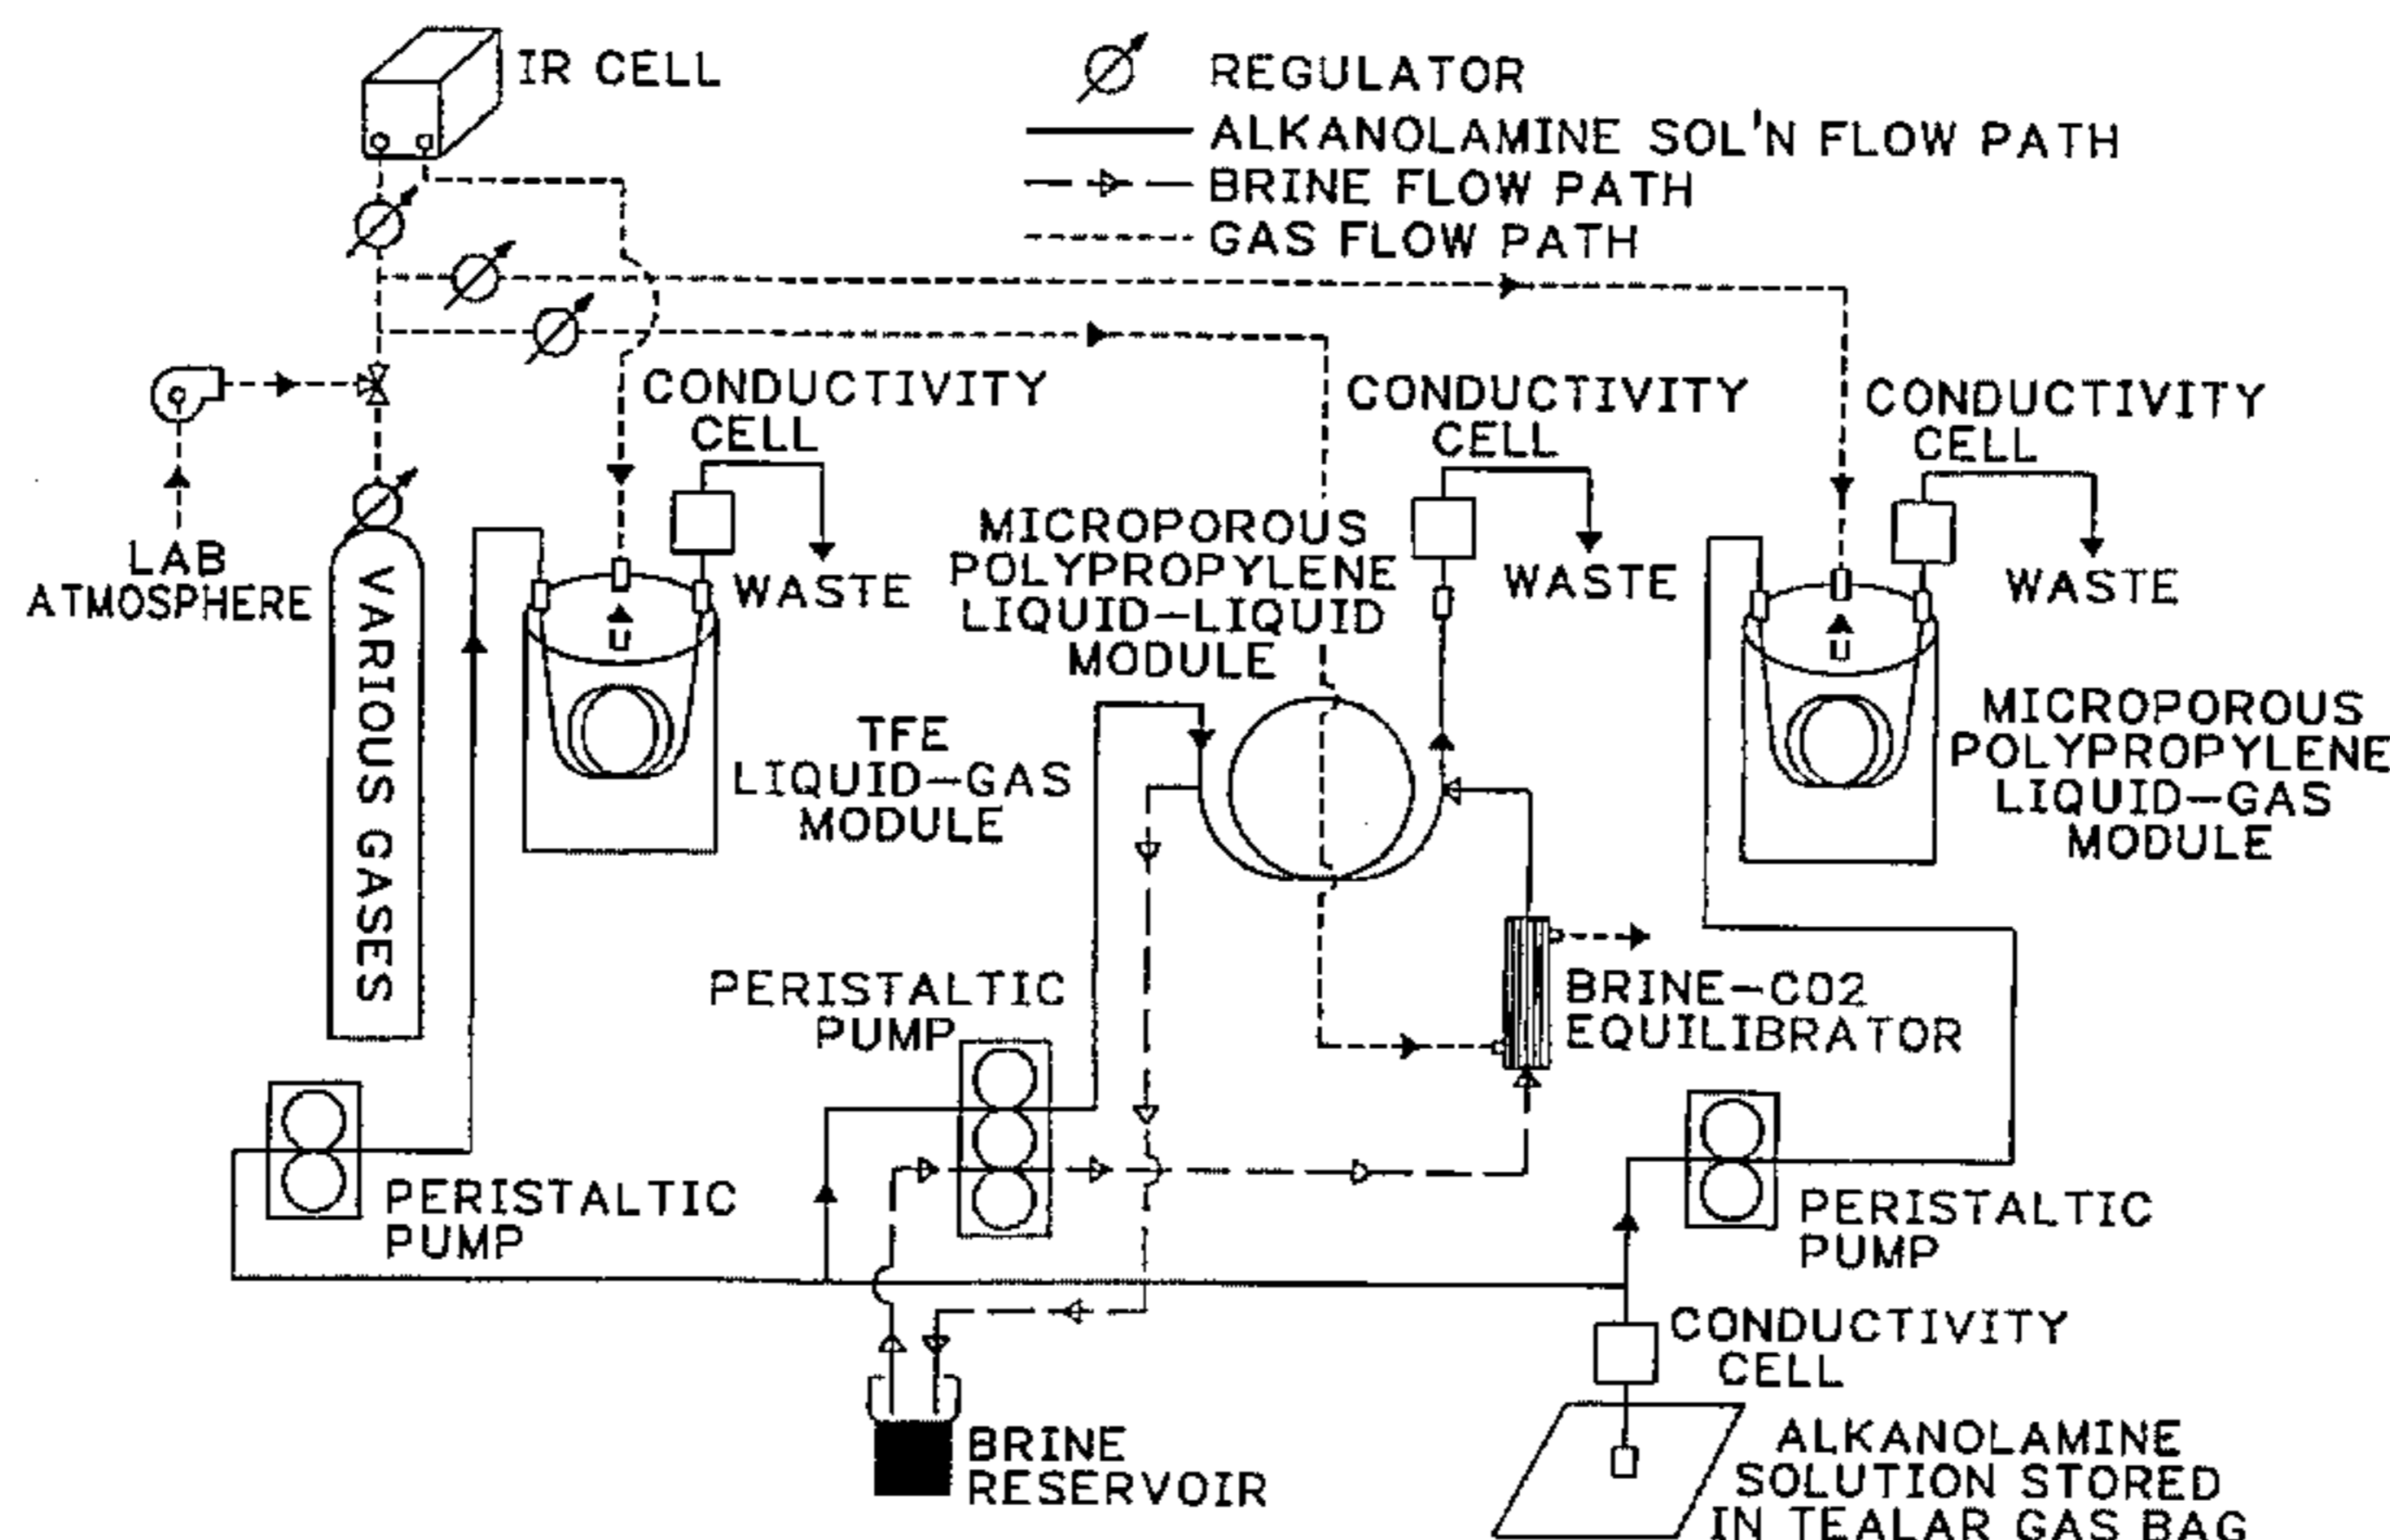 IR CELL
REGULATOR
ALKANOLAMINE SOL'N FLOW PATH
BRINE FLOW PATH
GAS FLOW PATH
CONDUCTIVITY
CELL
CONDUCTIVITY
CELL
CONDUCTIVITY
CELL
LAB
ATMOSPHERE
VARIOUS GASES
WASTE
MICROPOROUS
POLYPROPYLENE
LIQUID-LIQUID
MODULE
WASTE
WASTE
TFE
LIQUID-GAS
MODULE
MICROPOROUS
POLYPROPYLENE
LIQUID-GAS
MODULE
PERISTALTIC
PUMP
BRINE-CO2
EQUILIBRATOR
PERISTALTIC
PUMP
PERISTALTIC
PUMP
CONDUCTIVITY
CELL
BRINE
RESERVOIR
ALKANOLAMINE
SOLUTION STORED
IN TEALAR GAS BAG